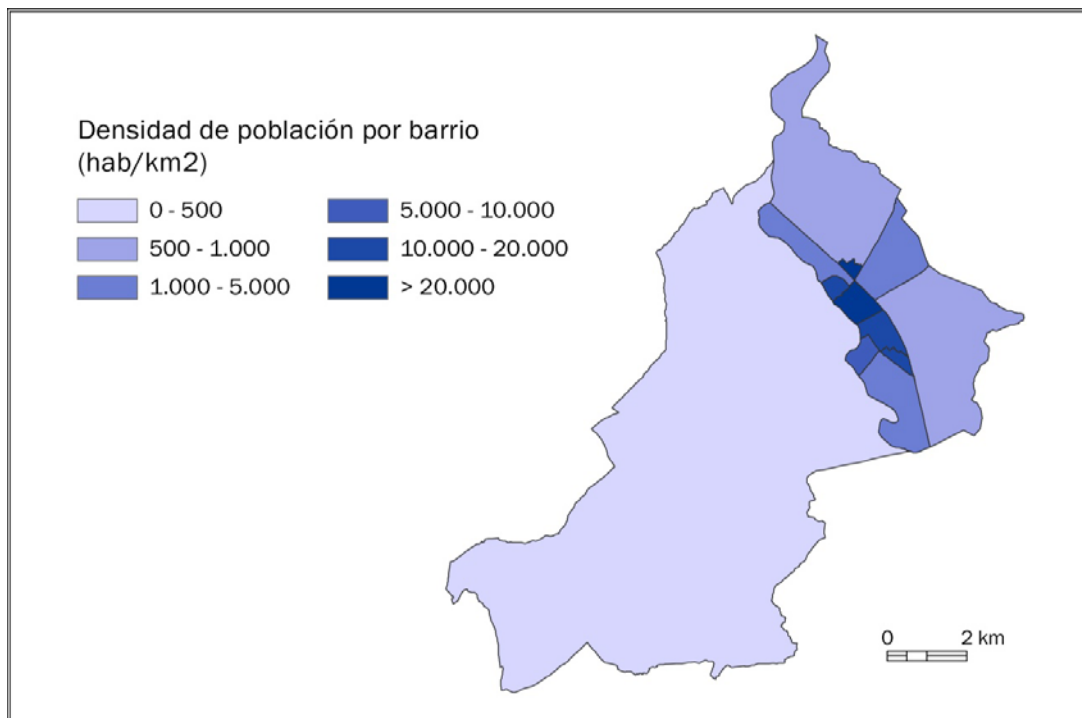 Densidad de población por barrio
(hab/km2)
0 - 500
500 - 1.000
1.000 - 5.000
5.000 - 10.000
10.000 - 20.000
> 20.000
0 2 km